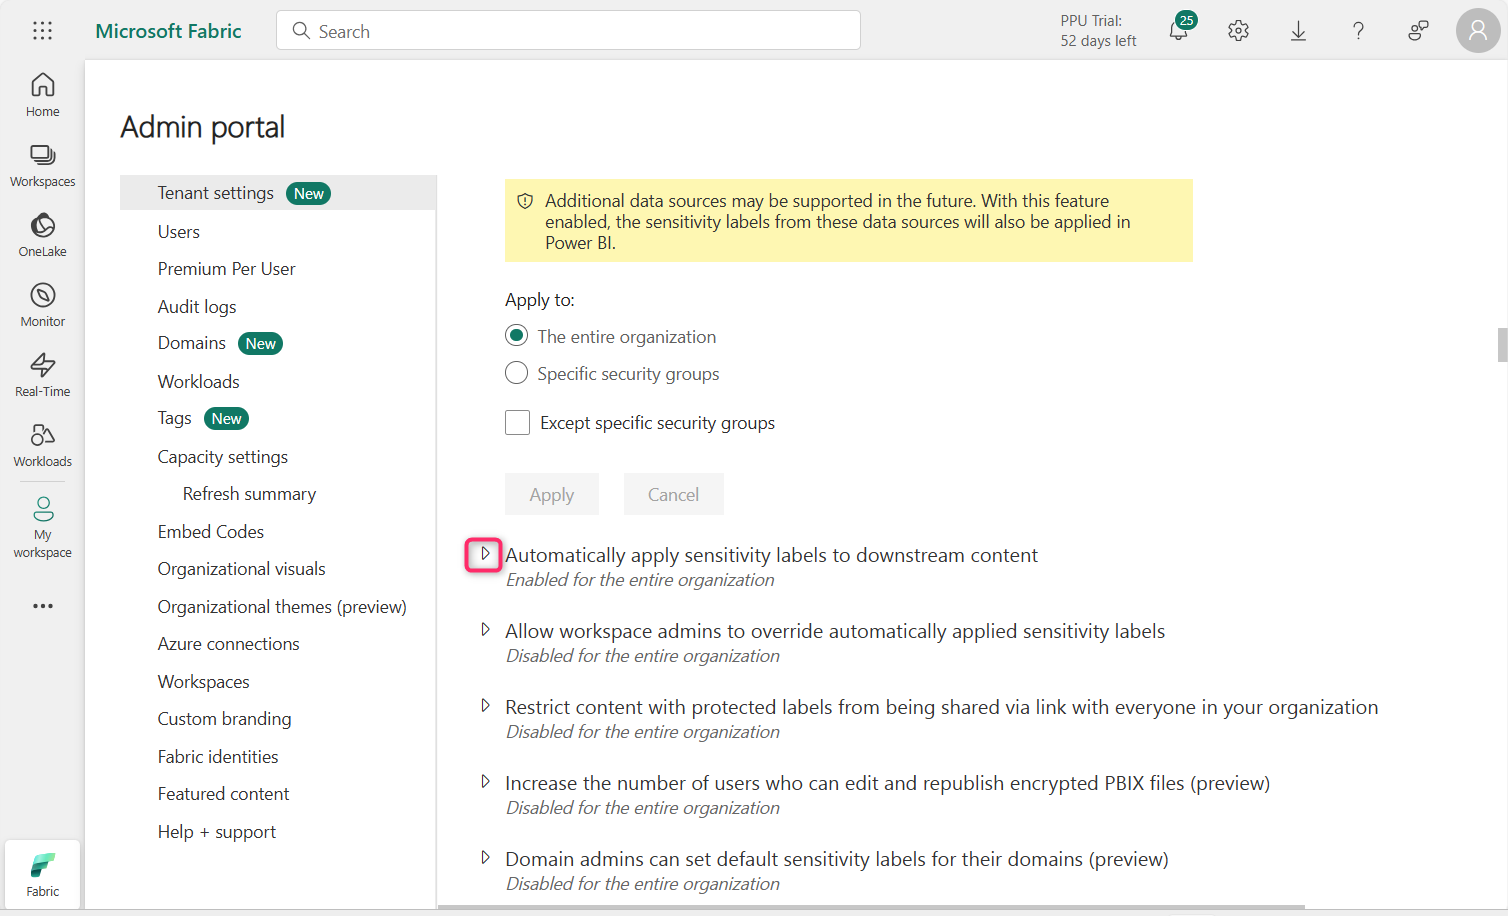 Microsoft Fabric
Search
PPU Trial:
52 days left
25
Home
Workspaces
OneLake
Monitor
Real-Time
Workloads
My
workspace
Fabric
Admin portal
Tenant settings New
Users
Premium Per User
Audit logs
Domains New
Workloads
Tags New
Capacity settings
Refresh summary
Embed Codes
Organizational visuals
Organizational themes (preview)
Azure connections
Workspaces
Custom branding
Fabric identities
Featured content
Help + support
Additional data sources may be supported in the future. With this feature
enabled, the sensitivity labels from these data sources will also be applied in
Power BI.
Apply to:
The entire organization
Specific security groups
Except specific security groups
Apply Cancel
Automatically apply sensitivity labels to downstream content
Enabled for the entire organization
Allow workspace admins to override automatically applied sensitivity labels
Disabled for the entire organization
Restrict content with protected labels from being shared via link with everyone in your organization
Disabled for the entire organization
Increase the number of users who can edit and republish encrypted PBIX files (preview)
Disabled for the entire organization
Domain admins can set default sensitivity labels for their domains (preview)
Disabled for the entire organization